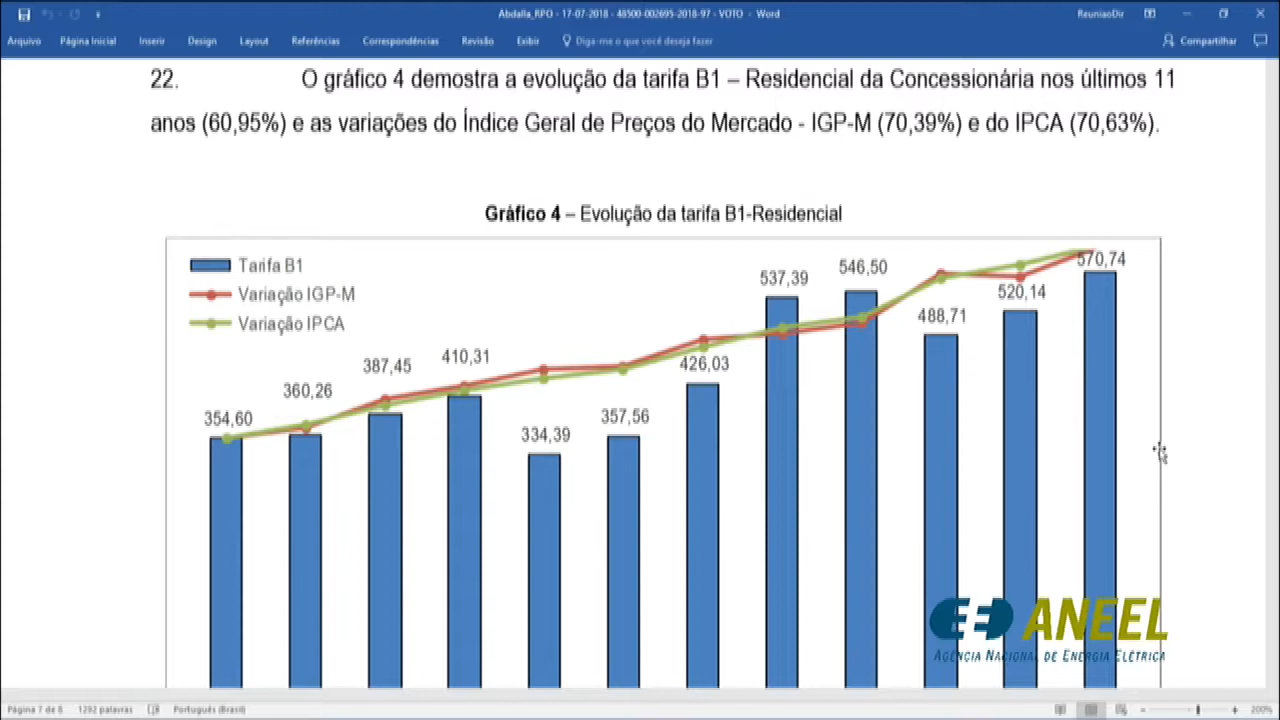 Abdalla_RPO - 17-07-2018 - 48500-002695-2018-97 - VOTO - Word
ReuniaoDir
Arquivo Página Inicial Inserir Design Layout Referências Correspondências Revisão Exibir Diga-me o que você deseja fazer Compartilhar
22. O gráfico 4 demostra a evolução da tarifa B1 – Residencial da Concessionária nos últimos 11
anos (60,95%) e as variações do Índice Geral de Preços do Mercado - IGP-M (70,39%) e do IPCA (70,63%).
Gráfico 4 – Evolução da tarifa B1-Residencial
Tarifa B1
Variação IGP-M
Variação IPCA
354,60
360,26
387,45
410,31
334,39
357,56
426,03
537,39
546,50
488,71
520,14
570,74
ANEEL
AGÊNCIA NACIONAL DE ENERGIA ELÉTRICA
Página 7 de 8 1292 palavras Português (Brasil) 200%